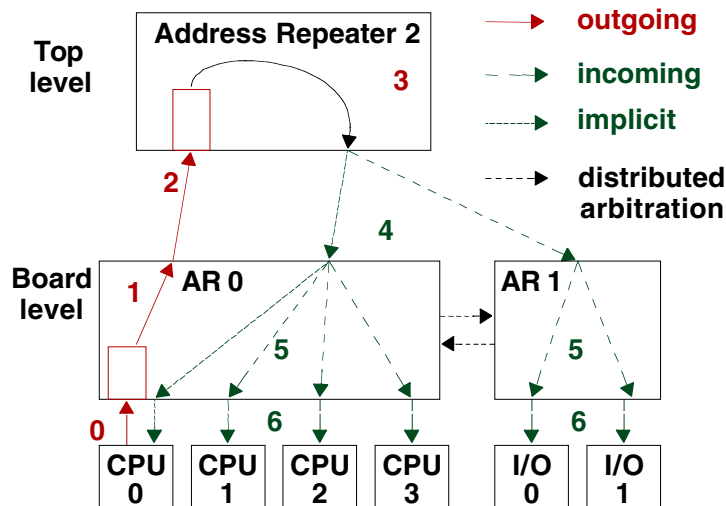 Top
level
Address Repeater 2
3
outgoing
incoming
implicit
distributed
arbitration
2
4
Board
level
1
AR 0
AR 1
5
5
0
6
6
CPU
0
CPU
1
CPU
2
CPU
3
I/O
0
I/O
1